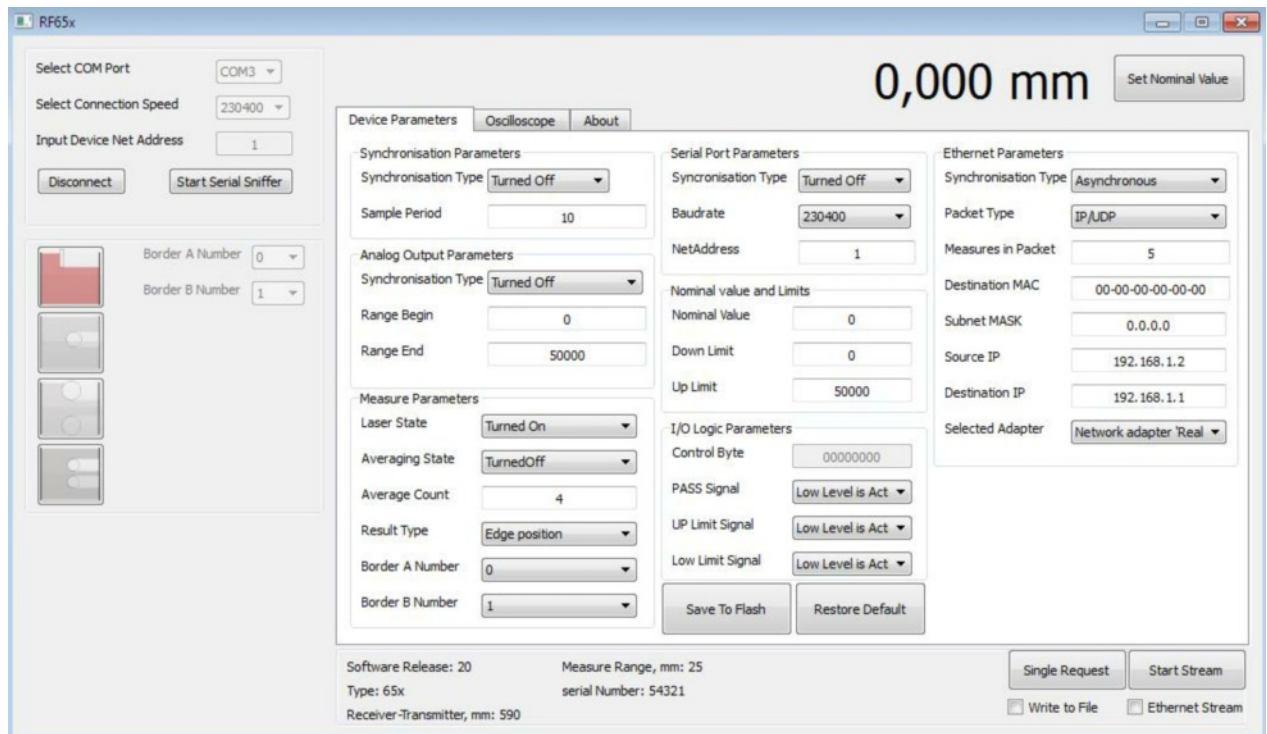 RF65x
Select COM Port COM3
Select Connection Speed 230400
Input Device Net Address 1
Disconnect Start Serial Sniffer
Border A Number 0
Border B Number 1
0,000 mm Set Nominal Value
Device Parameters Oscilloscope About
Synchronisation Parameters
Synchronisation Type Turned Off
Sample Period 10
Analog Output Parameters
Synchronisation Type Turned Off
Range Begin 0
Range End 50000
Measure Parameters
Laser State Turned On
Averaging State TurnedOff
Average Count 4
Result Type Edge position
Border A Number 0
Border B Number 1
Serial Port Parameters
Syncronisation Type Turned Off
Baudrate 230400
NetAddress 1
Nominal value and Limits
Nominal Value 0
Down Limit 0
Up Limit 50000
I/O Logic Parameters
Control Byte 00000000
PASS Signal Low Level is Act
UP Limit Signal Low Level is Act
Low Limit Signal Low Level is Act
Save To Flash Restore Default
Ethernet Parameters
Synchronisation Type Asynchronous
Packet Type IP/UDP
Measures in Packet 5
Destination MAC 00-00-00-00-00-00
Subnet MASK 0.0.0.0
Source IP 192.168.1.2
Destination IP 192.168.1.1
Selected Adapter Network adapter 'Real
Software Release: 20 Measure Range, mm: 25
Type: 65x serial Number: 54321
Receiver-Transmitter, mm: 590
Single Request Start Stream
Write to File Ethernet Stream